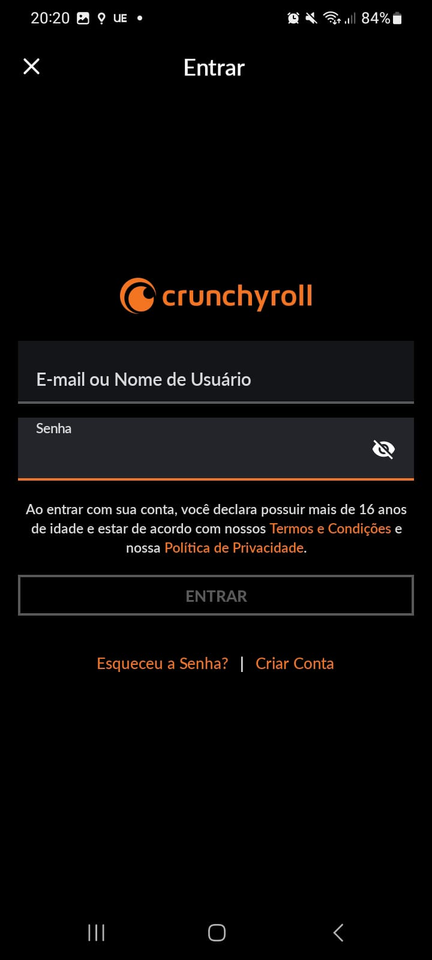 20:20 UE 84%
Entrar
crunchyroll
E-mail ou Nome de Usuário
Senha
Ao entrar com sua conta, você declara possuir mais de 16 anos
de idade e estar de acordo com nossos Termos e Condições e
nossa Política de Privacidade.
ENTRAR
Esqueceu a Senha? | Criar Conta